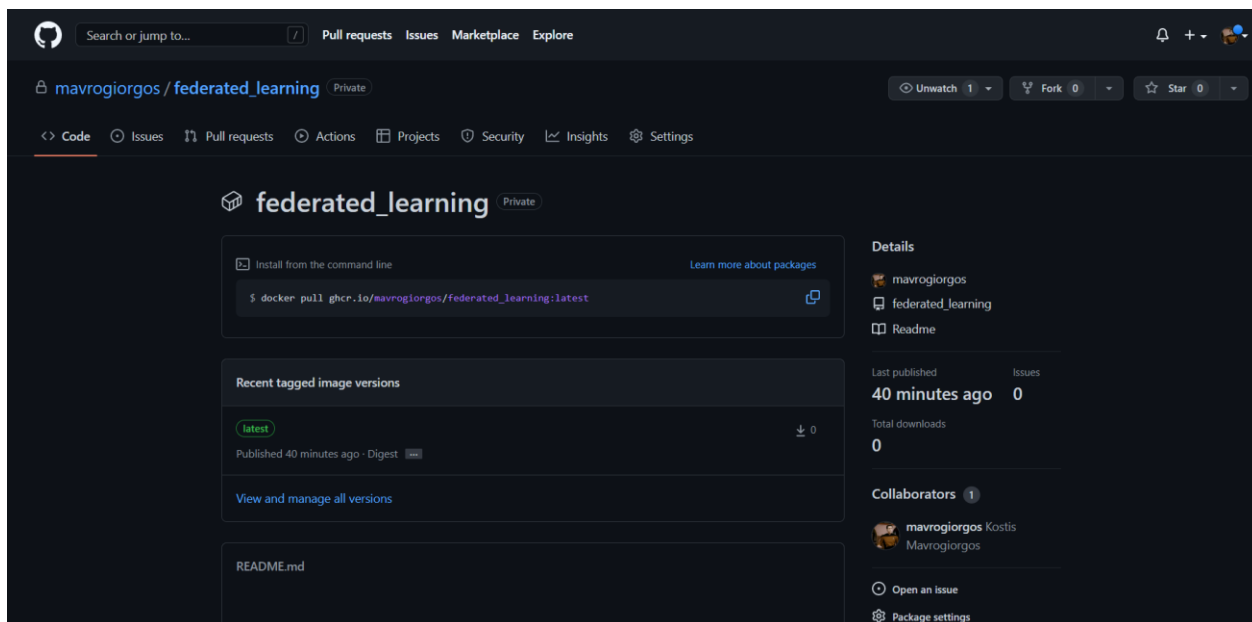 Search or jump to... / Pull requests Issues Marketplace Explore
mavrogiorgos / federated_learning Private Unwatch 1 Fork 0 Star 0
Code Issues Pull requests Actions Projects Security Insights Settings
federated_learning Private
Install from the command line Learn more about packages
$ docker pull ghcr.io/mavrogiorgos/federated_learning:latest
Recent tagged image versions
latest 0
Published 40 minutes ago · Digest ...
View and manage all versions
README.md
Details
mavrogiorgos
federated_learning
Readme
Last published Issues
40 minutes ago 0
Total downloads
0
Collaborators 1
mavrogiorgos Kostis
Mavrogiorgos
Open an issue
Package settings